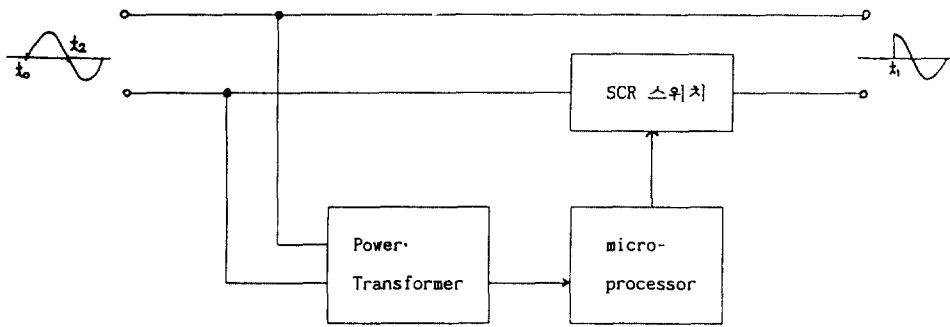 t₂
t₀
t₁
SCR 스위치
Power
Transformer
micro-
processor